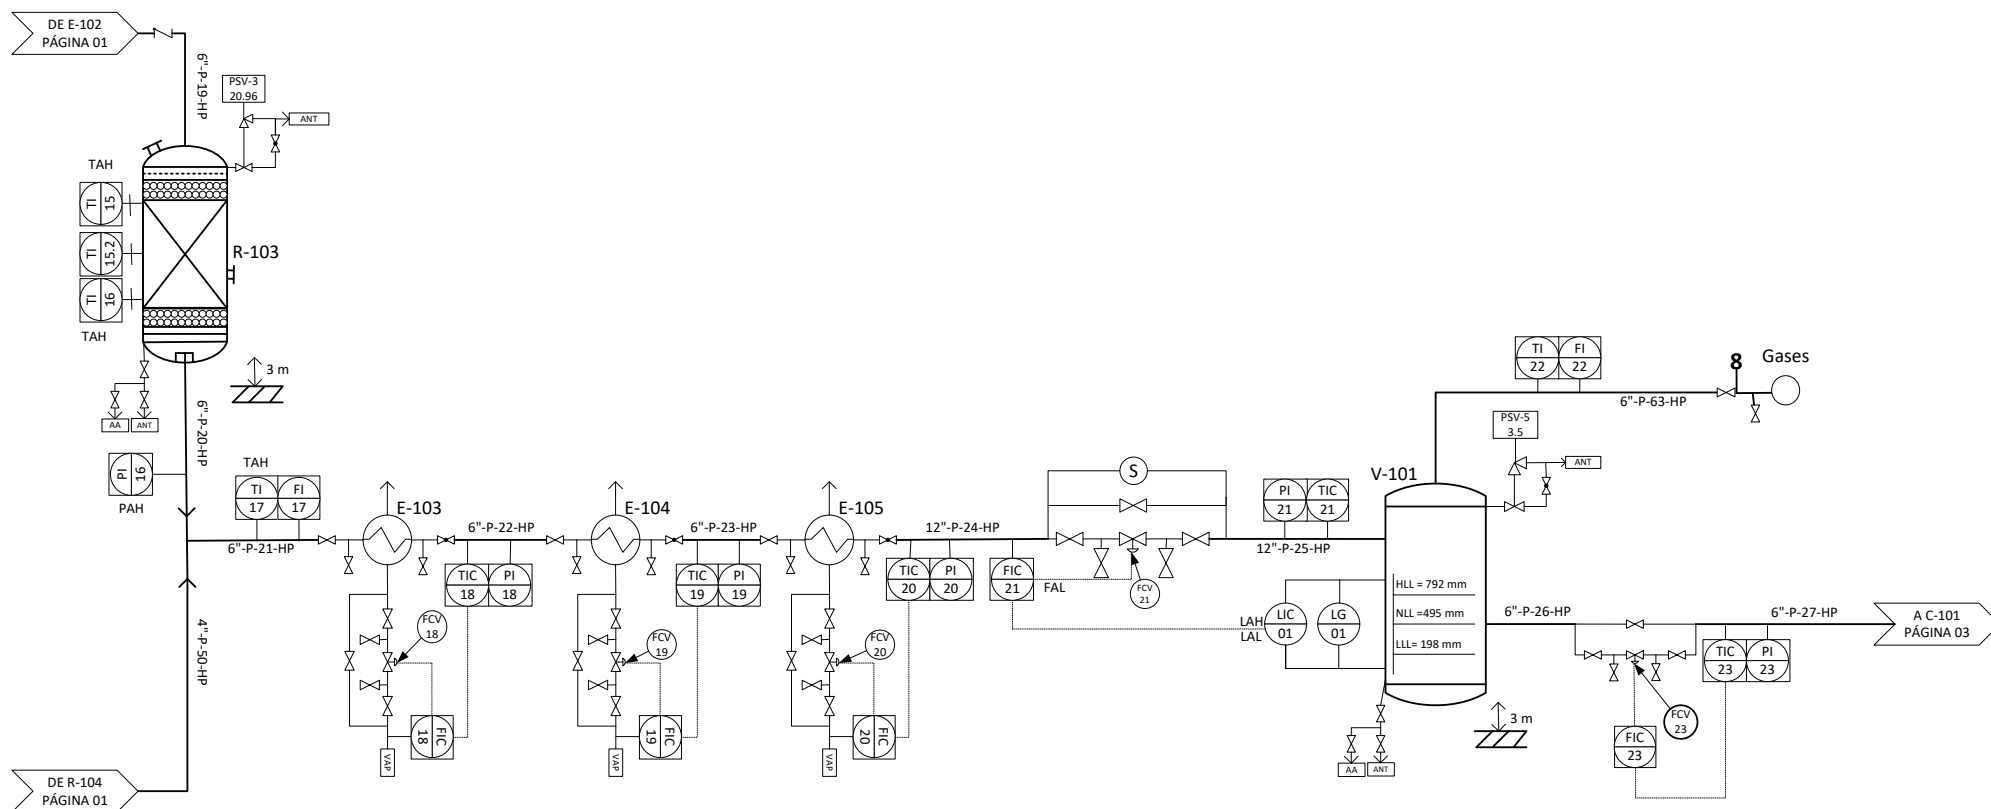 DE E-102
PÁGINA 01
6"-P-19-HP
PSV-3
20.96
ANT
TAH
TI
15
TI
15.2
TI
16
TAH
R-103
3 m
AA
ANT
6"-P-20-HP
PI
16
PAH
4"-P-50-HP
DE R-104
PÁGINA 01
TAH
TI
17
FI
17
6"-P-21-HP
E-103
6"-P-22-HP
TIC
18
PI
18
FCV
18
FIC
18
VAP
E-104
6"-P-23-HP
TIC
19
PI
19
FCV
19
FIC
19
VAP
E-105
12"-P-24-HP
TIC
20
PI
20
FCV
20
FIC
20
VAP
FIC
21
FAL
S
FCV
21
PI
21
TIC
21
12"-P-25-HP
V-101
LAH
LAL
LIC
01
LG
01
HLL = 792 mm
NLL =495 mm
LLL= 198 mm
AA
ANT
3 m
PSV-5
3.5
ANT
TI
22
FI
22
6"-P-63-HP
8
Gases
6"-P-26-HP
6"-P-27-HP
TIC
23
PI
23
FCV
23
FIC
23
A C-101
PÁGINA 03